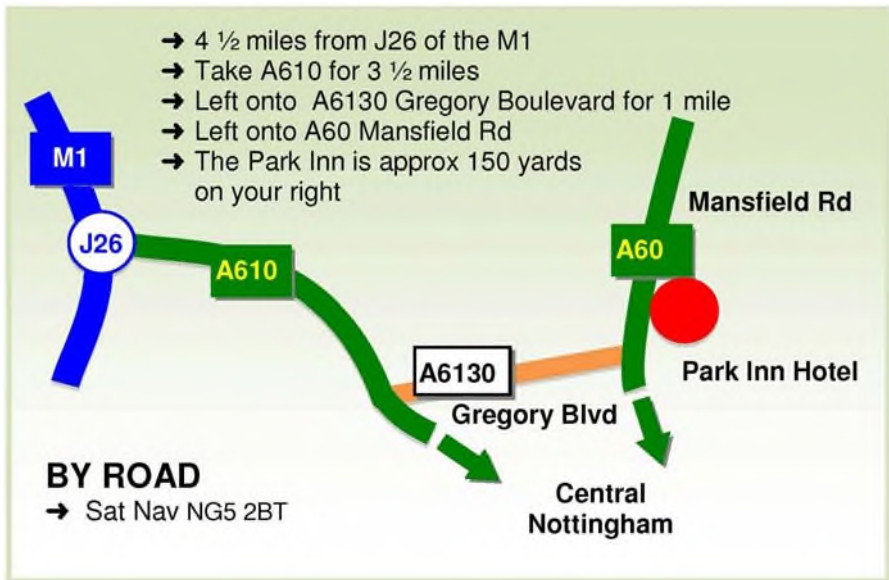 ➔ 4 ½ miles from J26 of the M1
➔ Take A610 for 3 ½ miles
➔ Left onto A6130 Gregory Boulevard for 1 mile
➔ Left onto A60 Mansfield Rd
➔ The Park Inn is approx 150 yards
on your right
M1
J26
A610
Mansfield Rd
A60
A6130
Gregory Blvd
Park Inn Hotel
Central
Nottingham
BY ROAD
➔ Sat Nav NG5 2BT